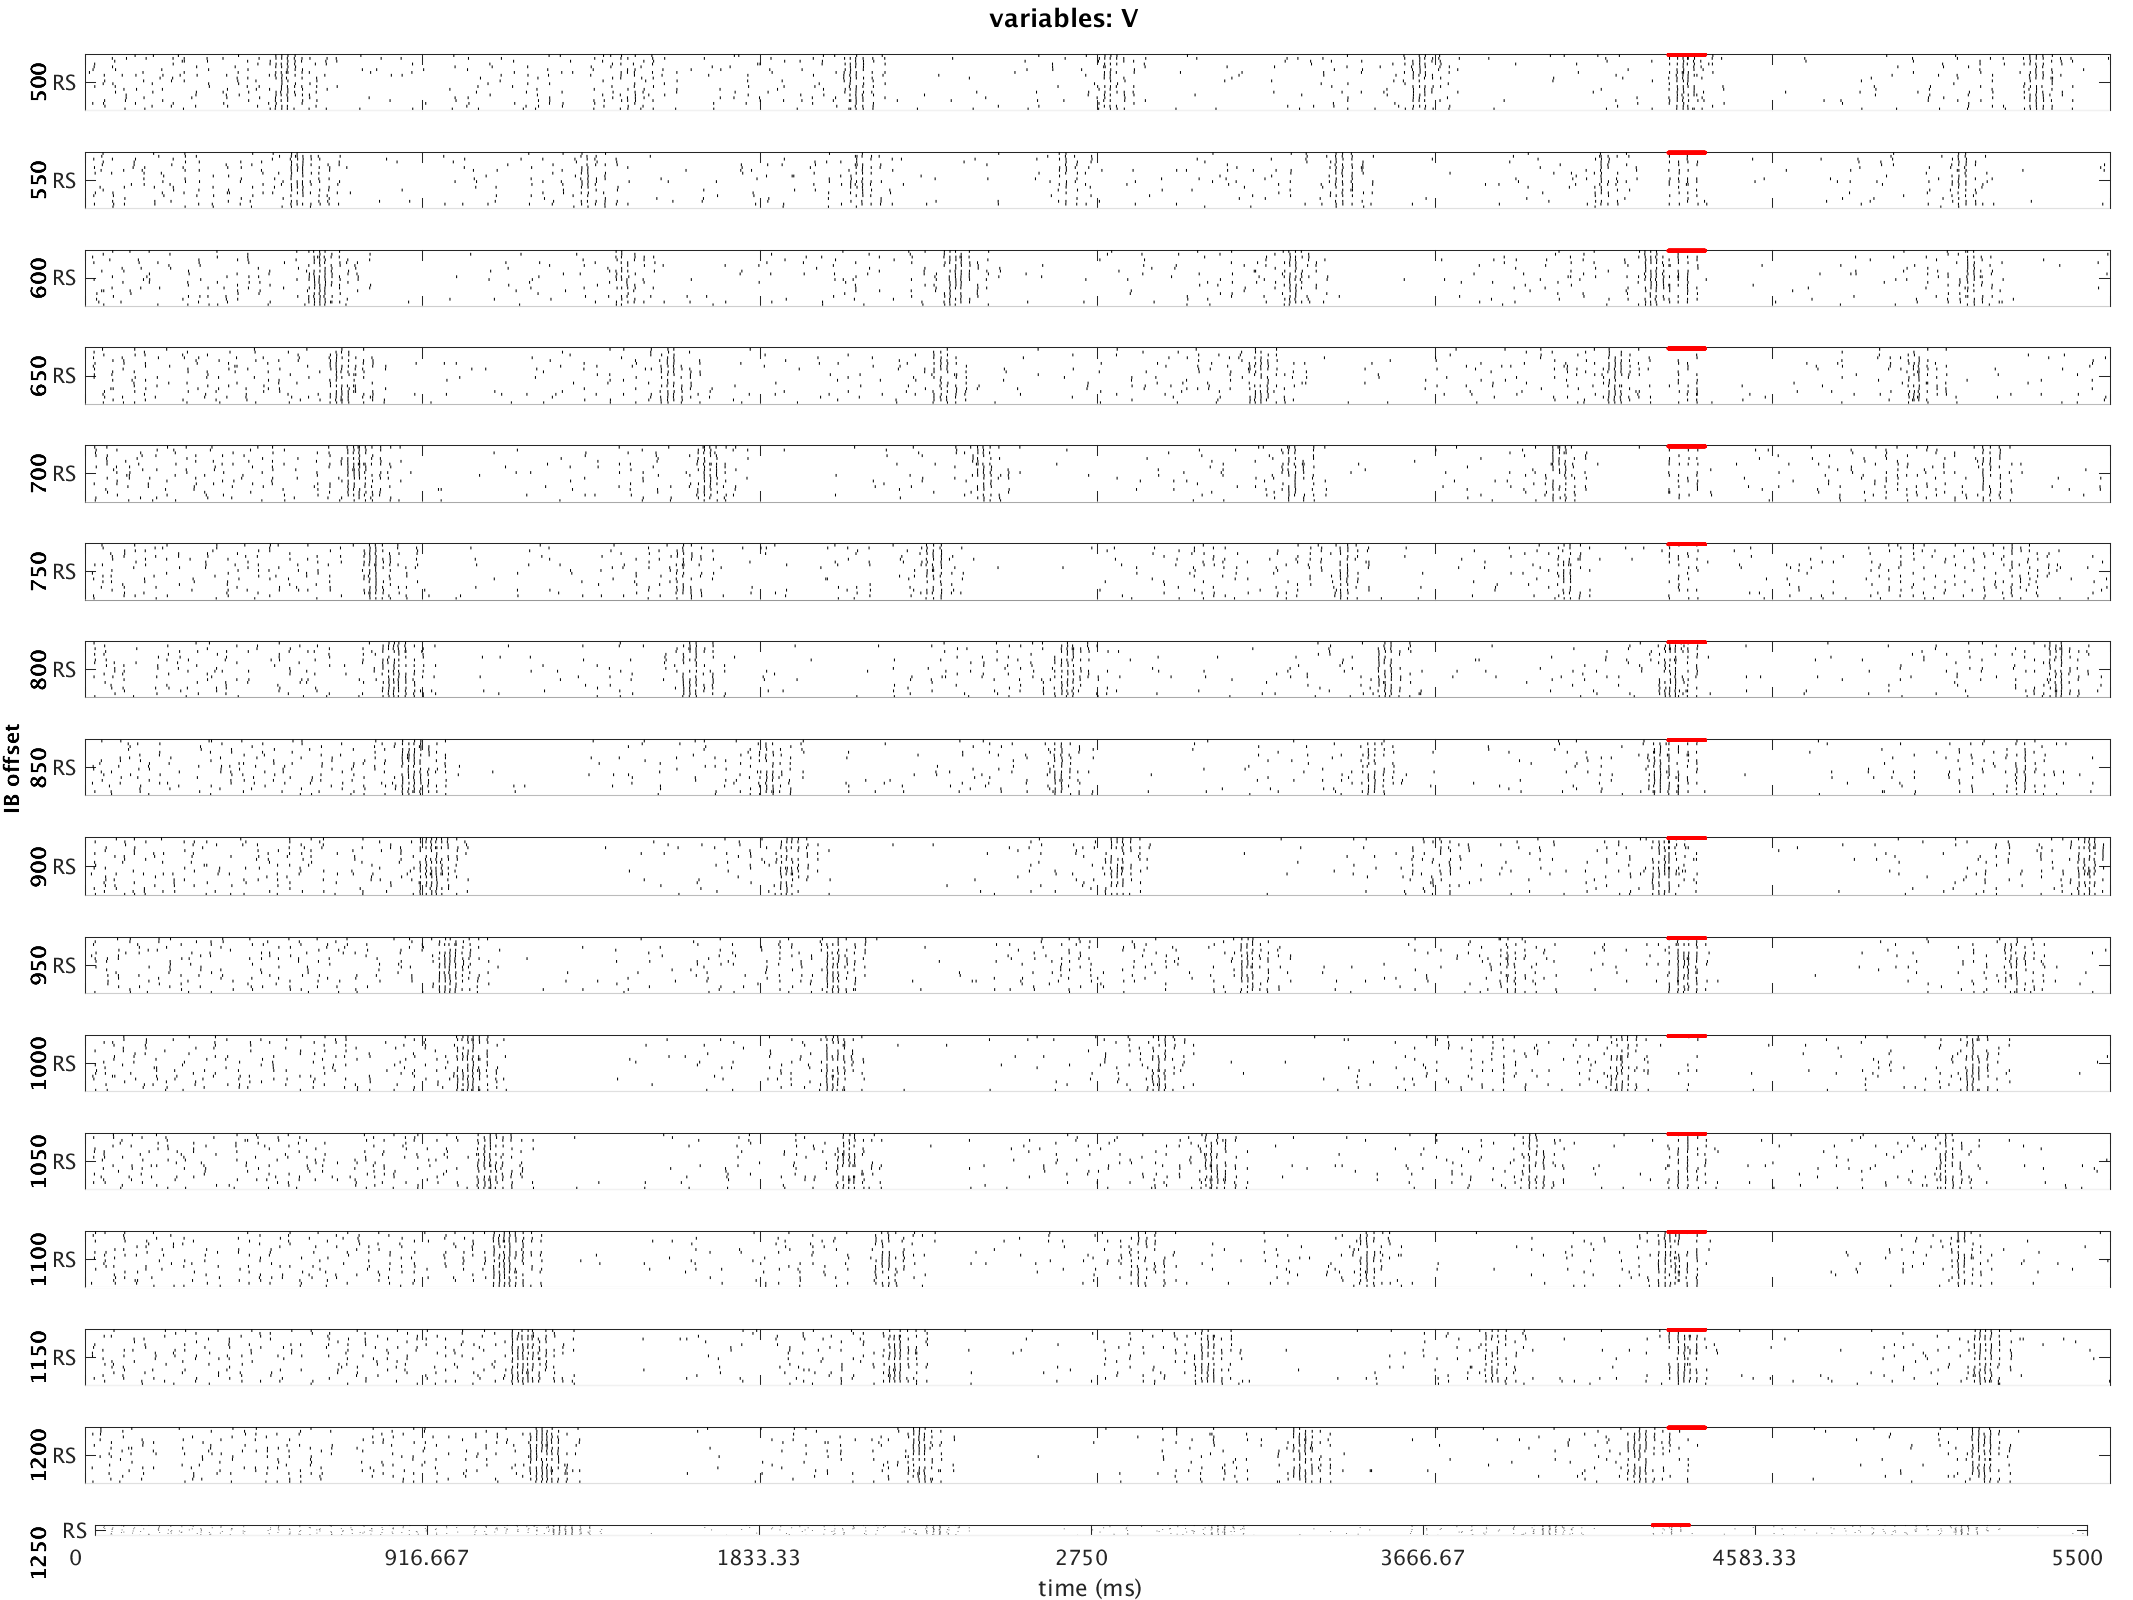 variables: V
IB offset
500 RS
550 RS
600 RS
650 RS
700 RS
750 RS
800 RS
850 RS
900 RS
950 RS
1000 RS
1050 RS
1100 RS
1150 RS
1200 RS
1250 RS
0 916.667 1833.33 2750 3666.67 4583.33 5500
time (ms)